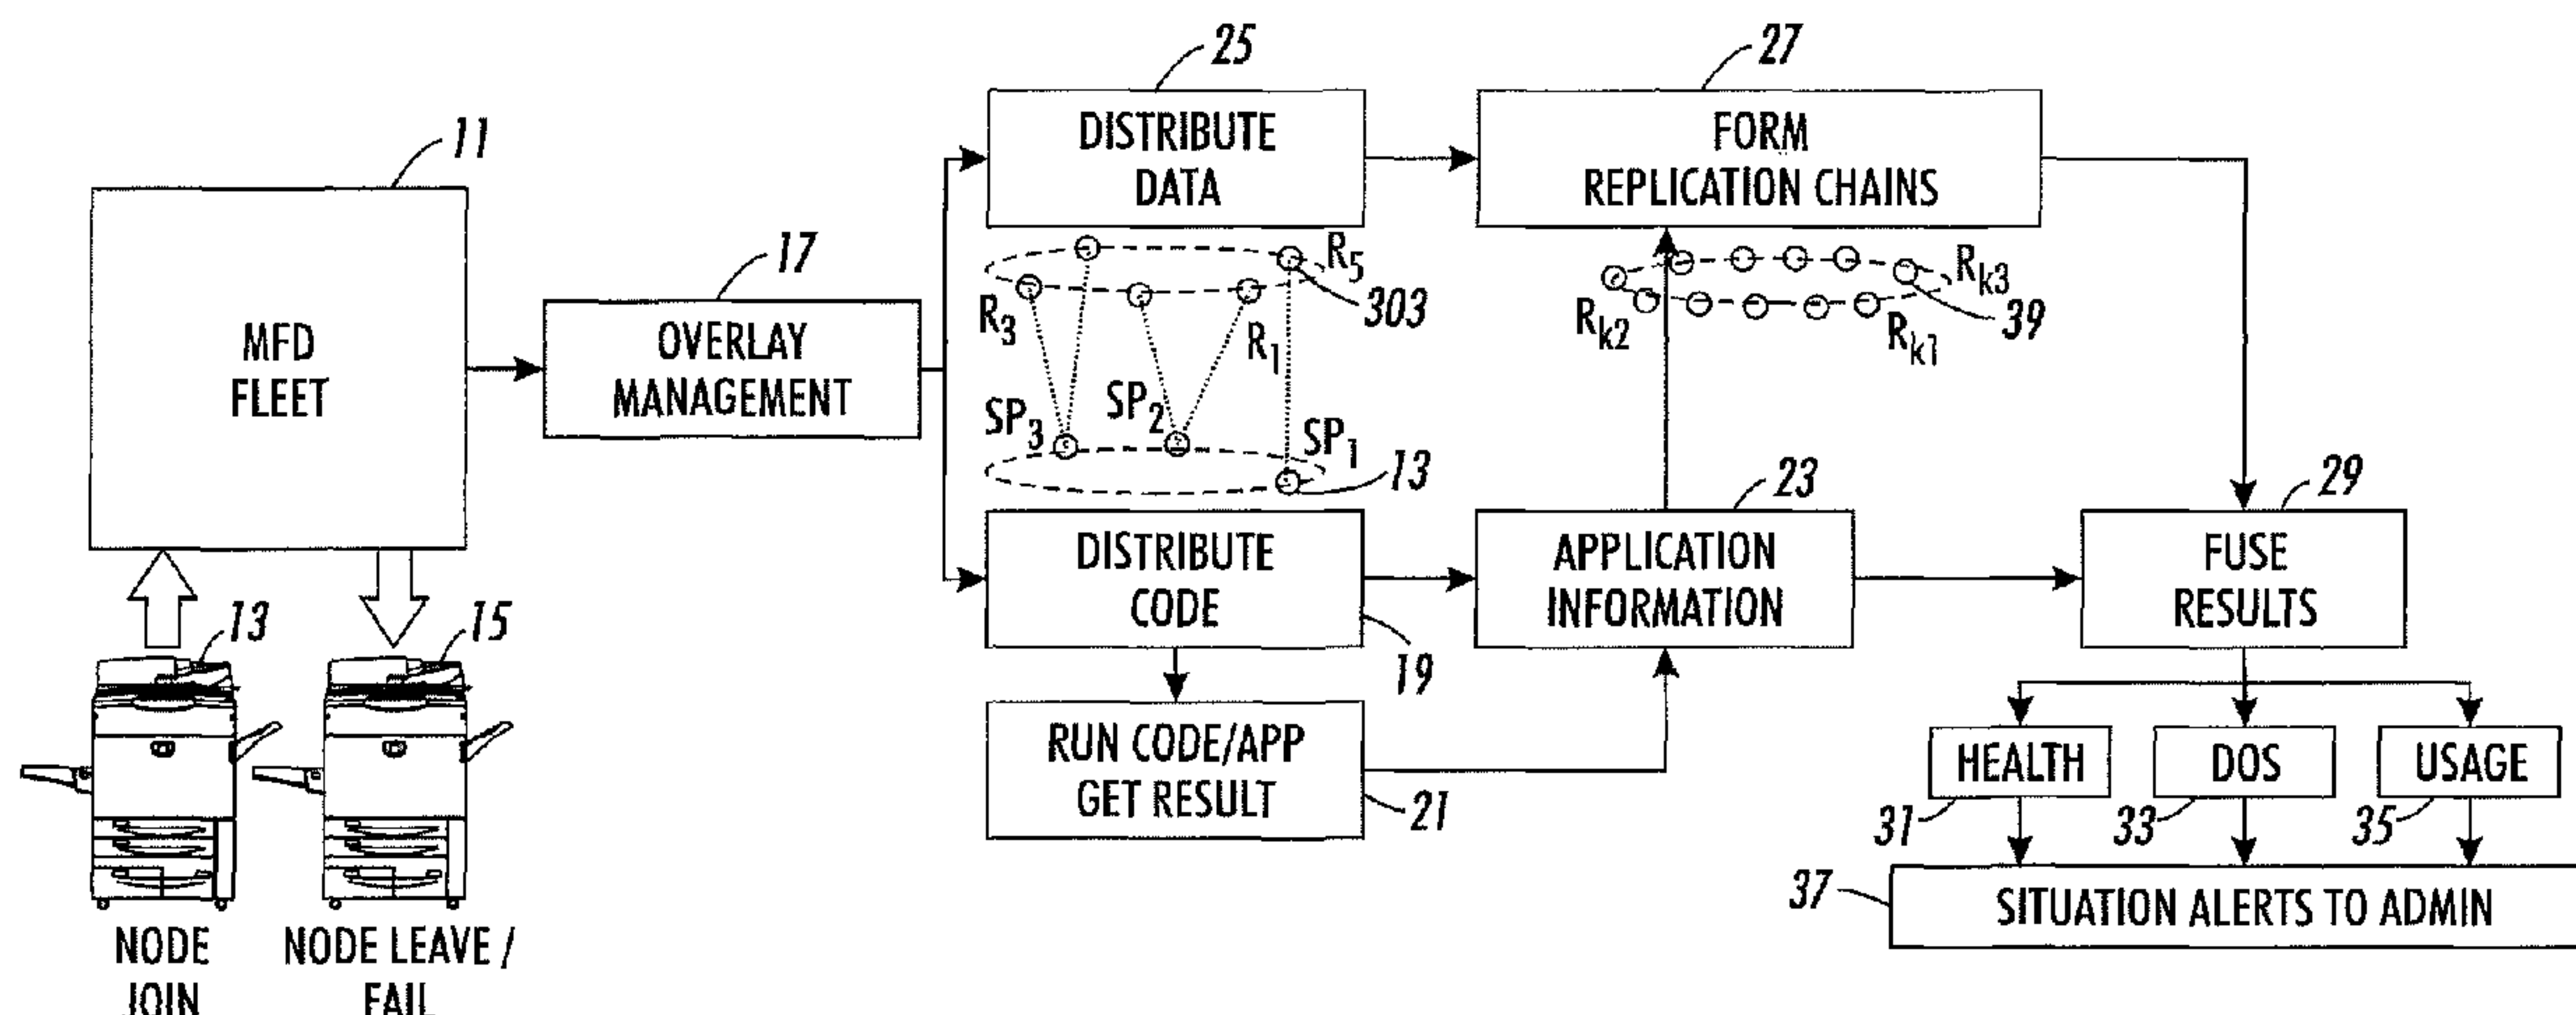 25
27
11
DISTRIBUTE
DATA
FORM
REPLICATION CHAINS
17
MFD
FLEET
OVERLAY
MANAGEMENT
R5
303
R3
R1
SP3
SP2
SP1
13
Rk3
39
Rk2
Rk1
23
29
DISTRIBUTE
CODE
19
APPLICATION
INFORMATION
FUSE
RESULTS
13
15
RUN CODE/APP
GET RESULT
21
HEALTH
DOS
USAGE
31
33
35
37
SITUATION ALERTS TO ADMIN
NODE
JOIN
NODE LEAVE /
FAIL